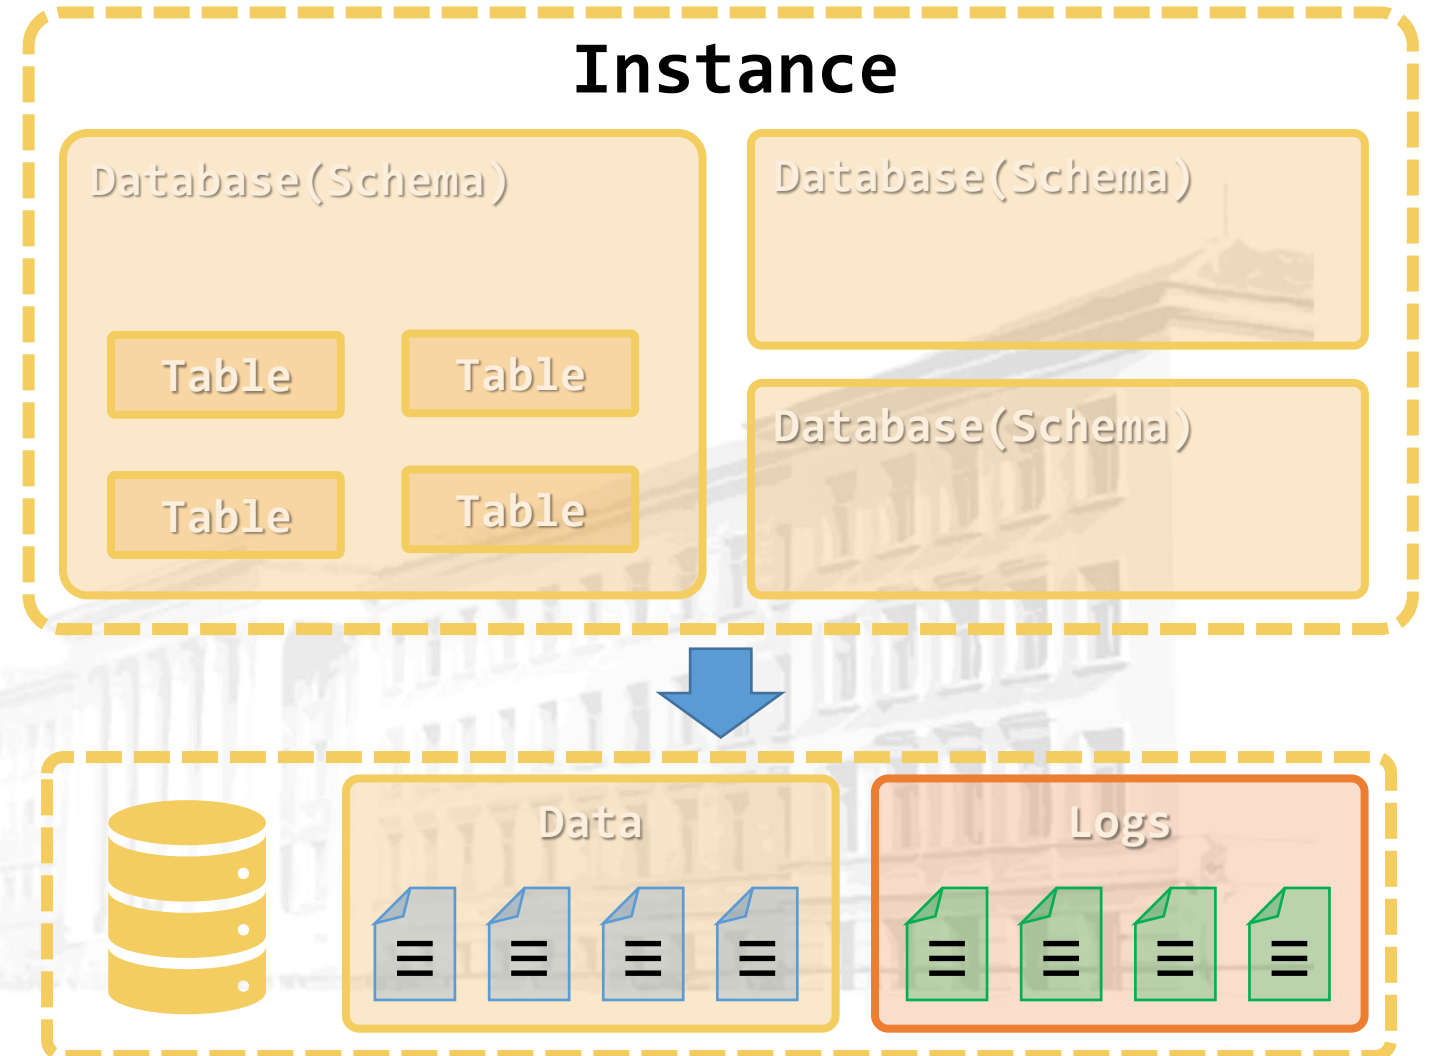 Instance
Database(Schema)
Database(Schema)
Table
Table
Database(Schema)
Table
Table
Data
Logs